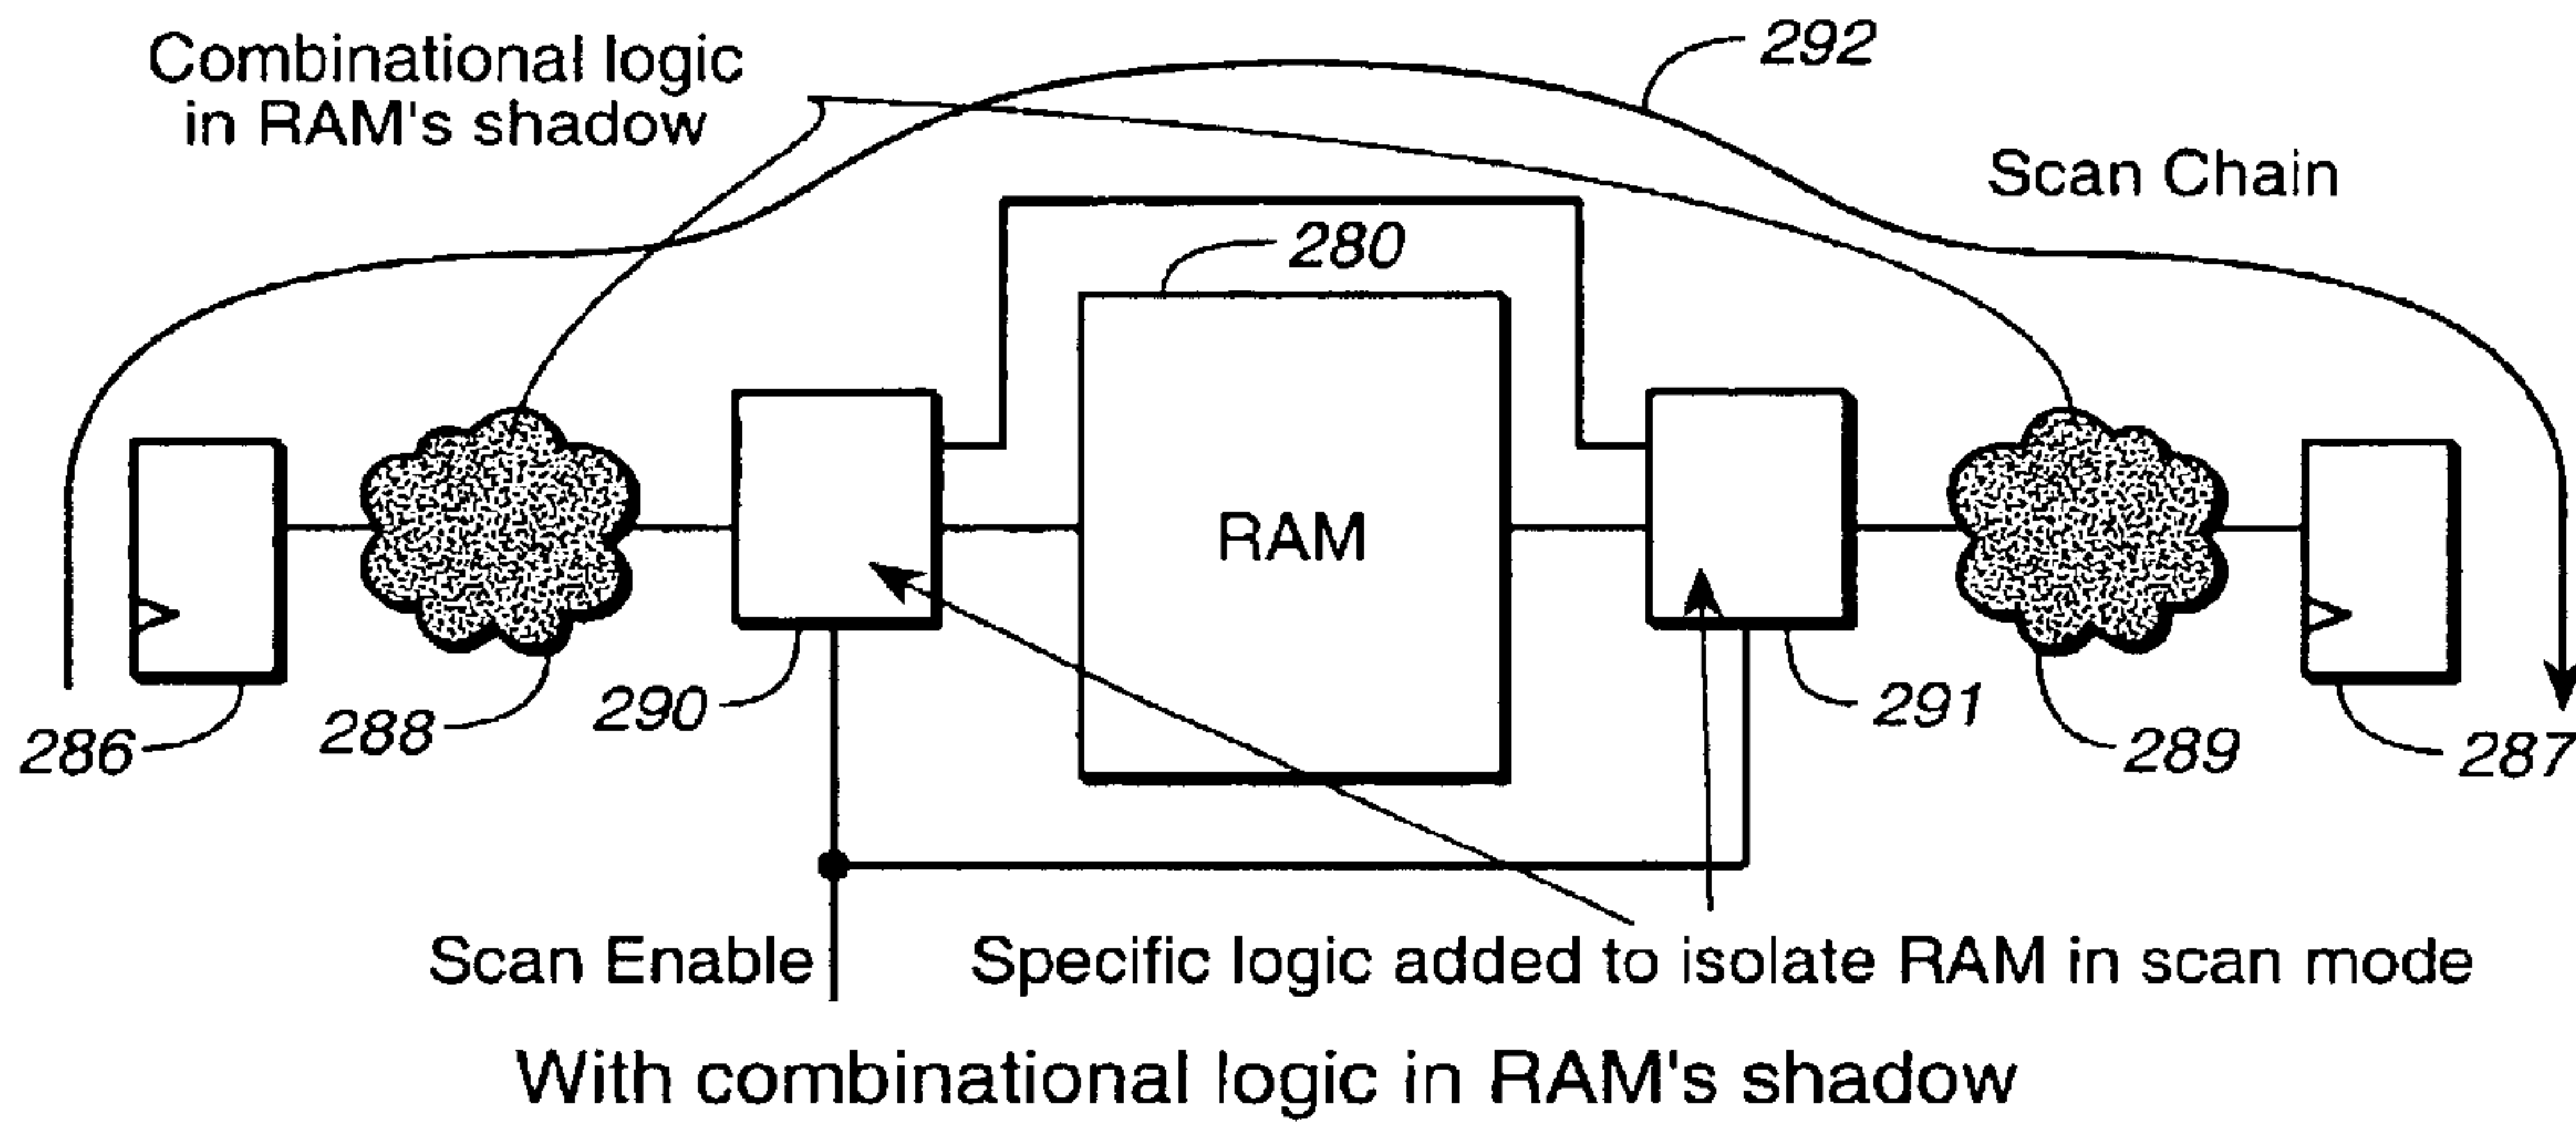 Combinational logic
in RAM's shadow
292
Scan Chain
280
RAM
286
288
290
291
289
287
Scan Enable
Specific logic added to isolate RAM in scan mode
With combinational logic in RAM's shadow